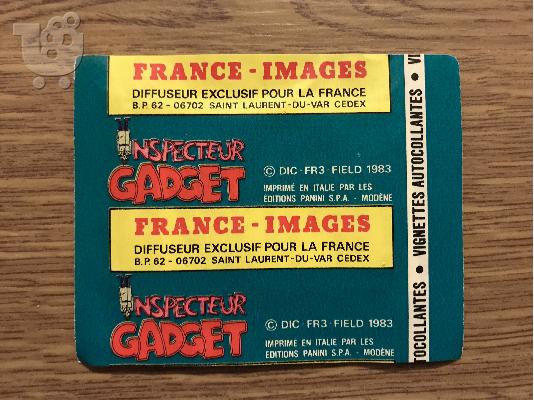 FRANCE - IMAGES
DIFFUSEUR EXCLUSIF POUR LA FRANCE
B.P. 62 - 06702 SAINT LAURENT-DU-VAR CEDEX
INSPECTEUR
GADGET
© DIC - FR3 - FIELD 1983
IMPRIMÉ EN ITALIE PAR LES
ÉDITIONS PANINI S.P.A. - MODÈNE
FRANCE - IMAGES
DIFFUSEUR EXCLUSIF POUR LA FRANCE
B.P. 62 - 06702 SAINT LAURENT-DU-VAR CEDEX
INSPECTEUR
GADGET
© DIC - FR3 - FIELD 1983
IMPRIMÉ EN ITALIE PAR LES
ÉDITIONS PANINI S.P.A. - MODÈNE
TOCOLLANTES • VIGNETTES AUTOCOLLANTES • VI